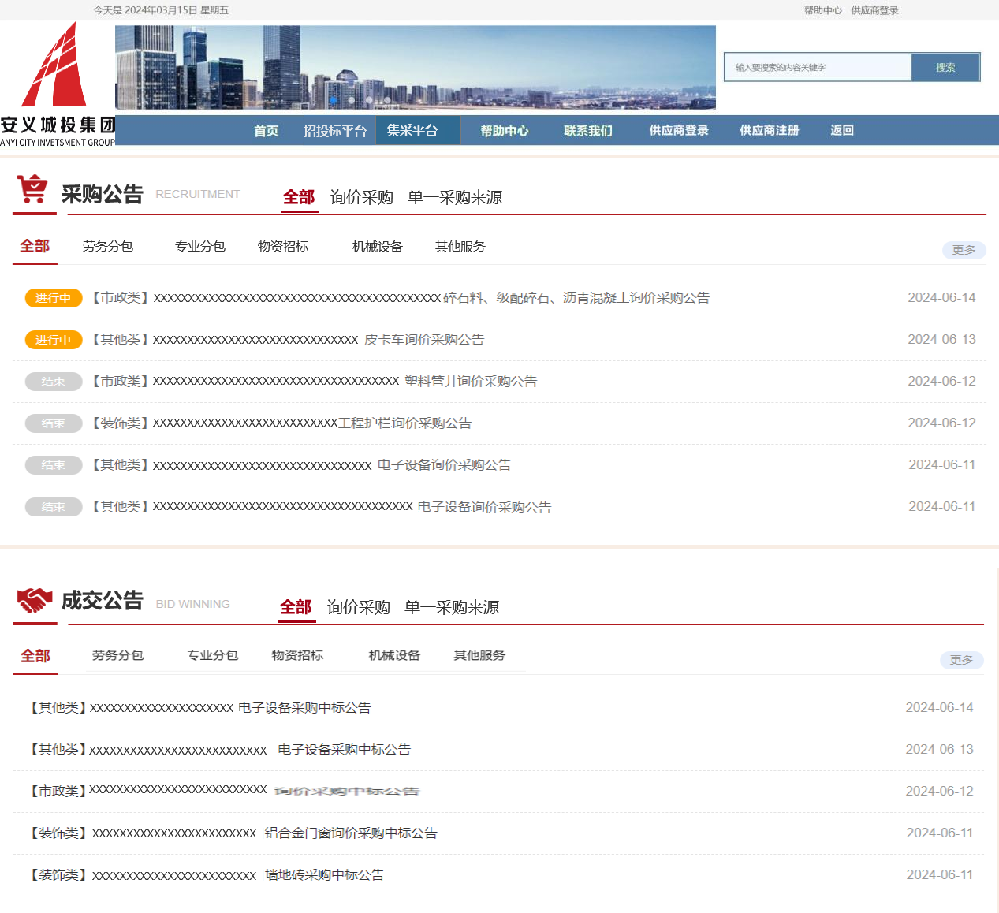 今天是 2024年03月15日 星期五
帮助中心 供应商登录
输入要搜索的内容关键字 搜索
安义城投集团
ANYI CITY INVETSMENT GROUP
首页 招投标平台 集采平台 帮助中心 联系我们 供应商登录 供应商注册 返回
采购公告 RECRUITMENT 全部 询价采购 单一采购来源
全部 劳务分包 专业分包 物资招标 机械设备 其他服务 更多
进行中 【市政类】XXXXXXXXXXXXXXXXXXXXXXXXXXXXXXXXXXXXXXXXXX 碎石料、级配碎石、沥青混凝土询价采购公告 2024-06-14
进行中 【其他类】XXXXXXXXXXXXXXXXXXXXXXXXXXXXXX 皮卡车询价采购公告 2024-06-13
结束 【市政类】XXXXXXXXXXXXXXXXXXXXXXXXXXXXXXXXXXXX 塑料管井询价采购公告 2024-06-12
结束 【装饰类】XXXXXXXXXXXXXXXXXXXXXXXXXXX工程护栏询价采购公告 2024-06-12
结束 【其他类】XXXXXXXXXXXXXXXXXXXXXXXXXXXXXXXX 电子设备询价采购公告 2024-06-11
结束 【其他类】XXXXXXXXXXXXXXXXXXXXXXXXXXXXXXXXXXXXXX 电子设备询价采购公告 2024-06-11
成交公告 BID WINNING 全部 询价采购 单一采购来源
全部 劳务分包 专业分包 物资招标 机械设备 其他服务 更多
【其他类】XXXXXXXXXXXXXXXXXXXXX 电子设备采购中标公告 2024-06-14
【其他类】XXXXXXXXXXXXXXXXXXXXXXXXXX 电子设备采购中标公告 2024-06-13
【市政类】XXXXXXXXXXXXXXXXXXXXXXXXXX 询价采购中标公告 2024-06-12
【装饰类】XXXXXXXXXXXXXXXXXXXXXXXX 铝合金门窗询价采购中标公告 2024-06-11
【装饰类】XXXXXXXXXXXXXXXXXXXXXXXX 墙地砖采购中标公告 2024-06-11